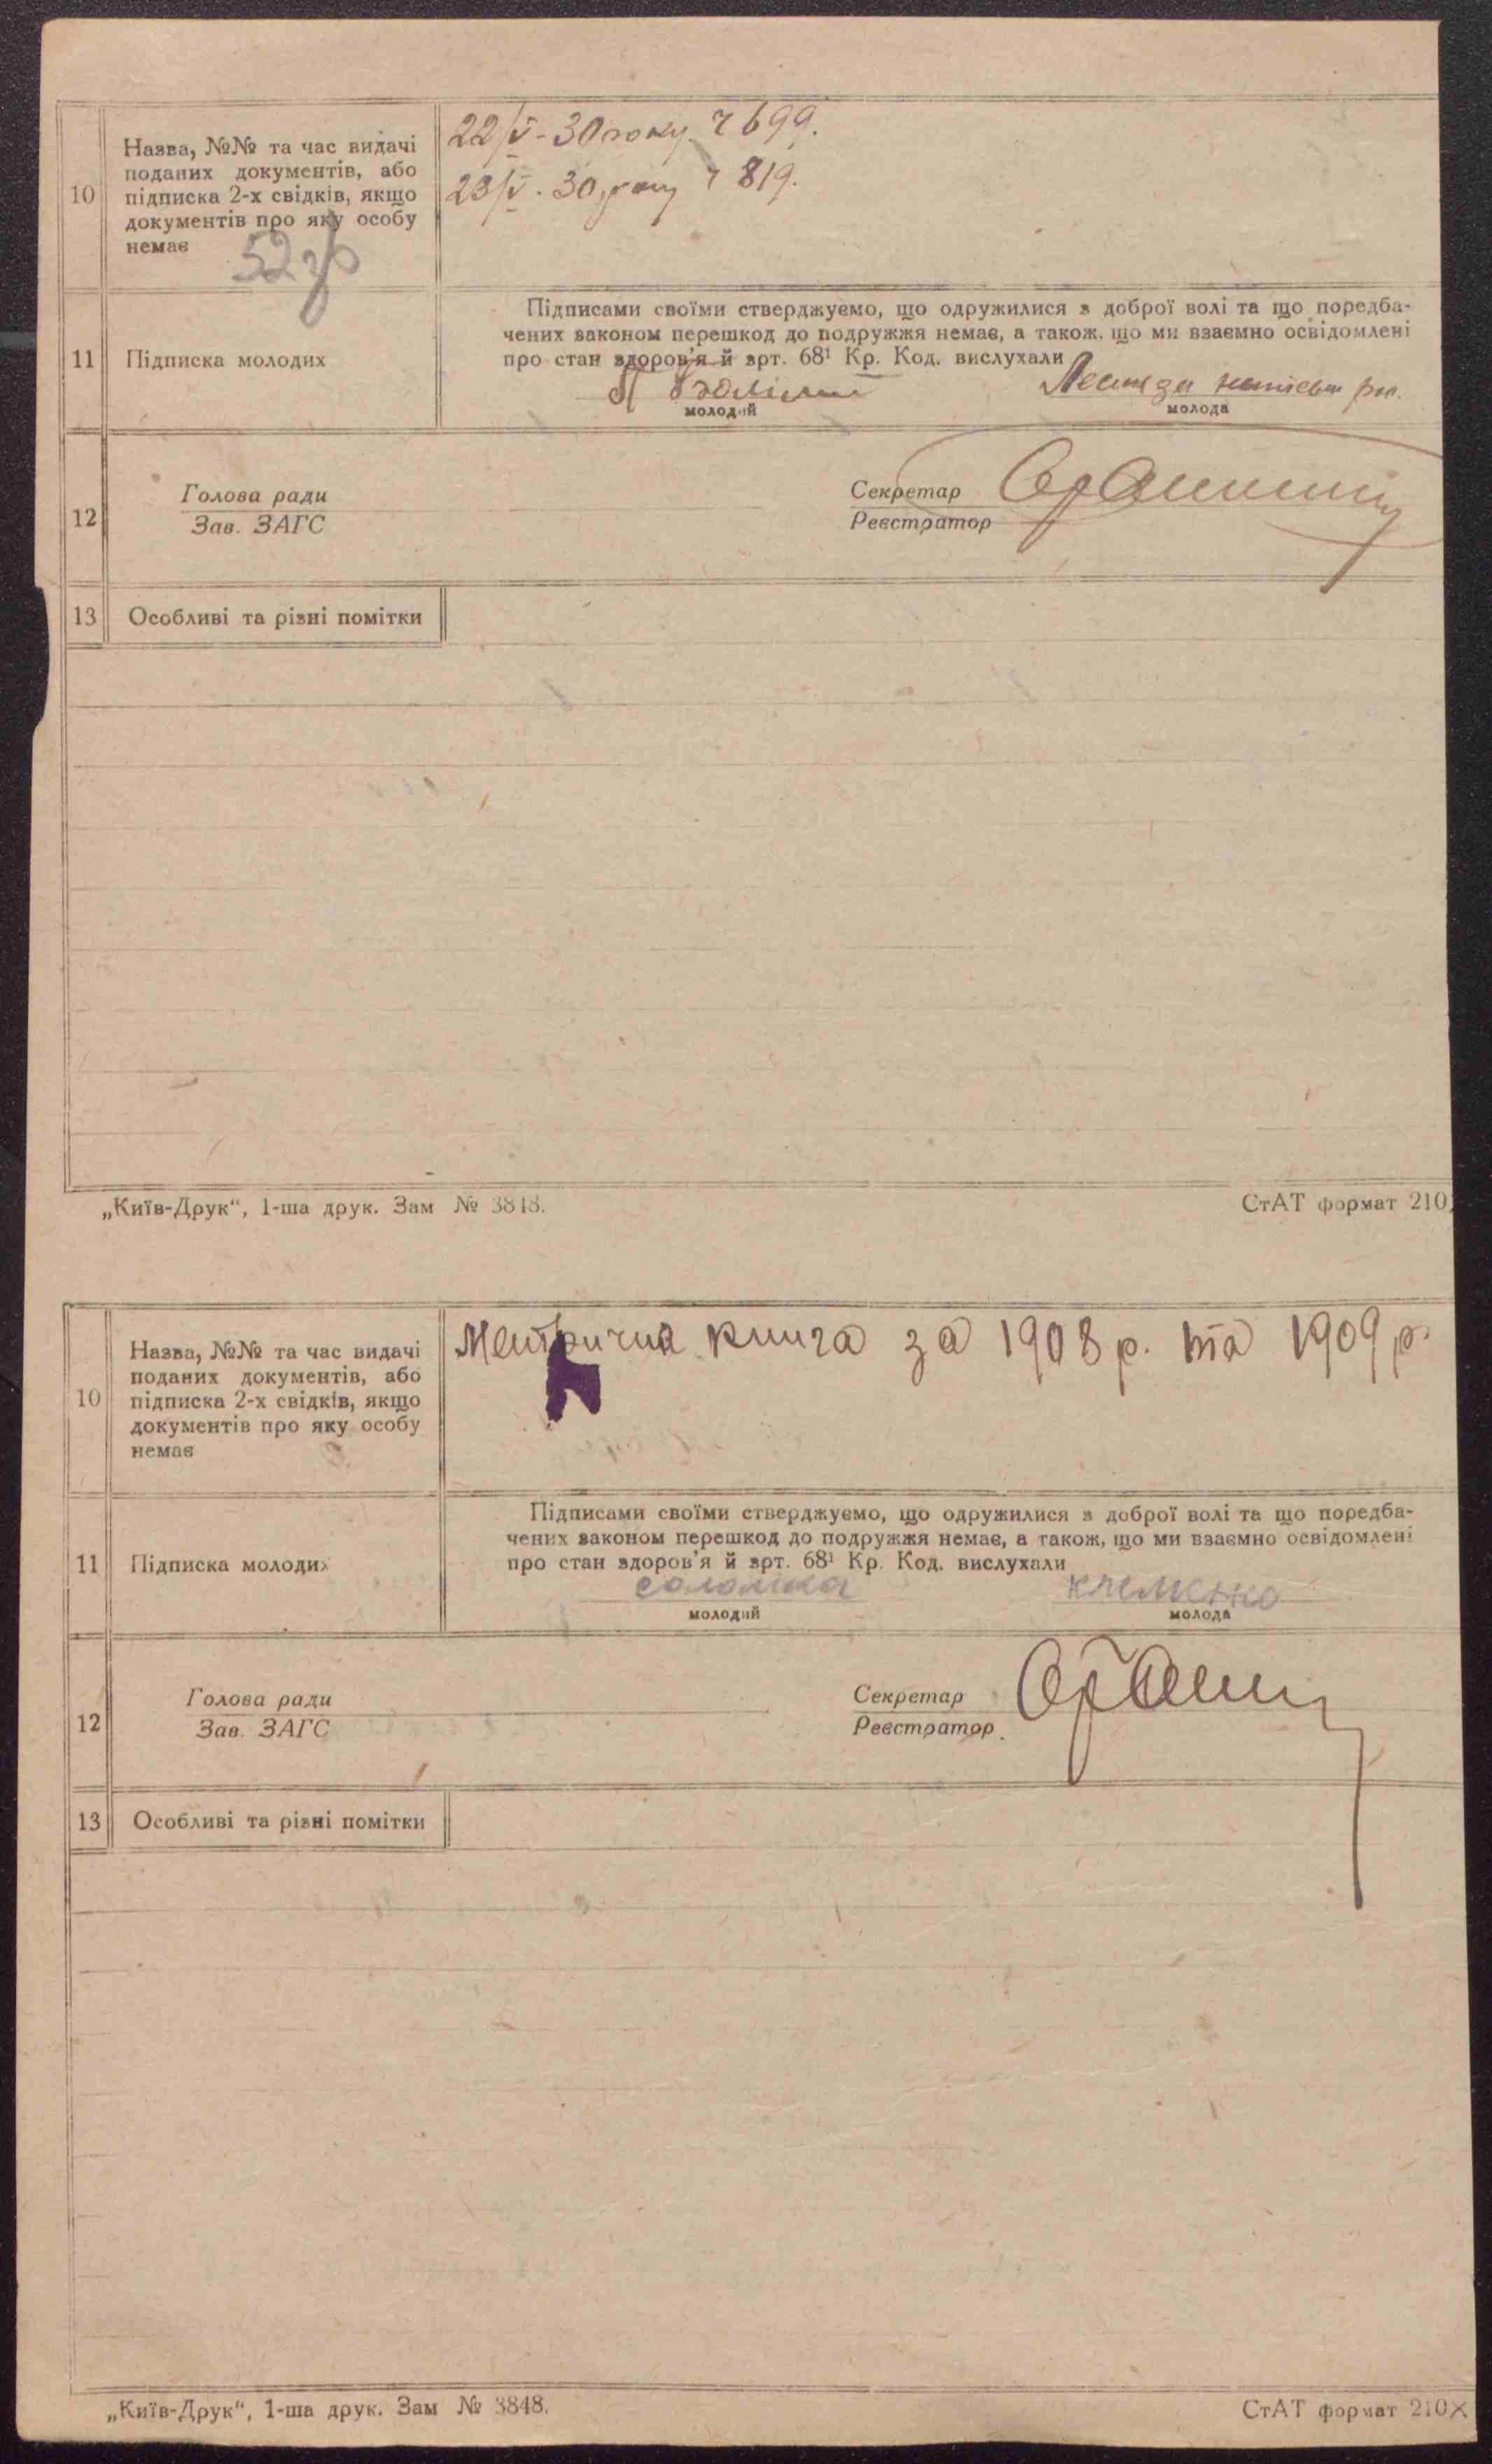 10
Назва, №№ та час видачі
поданих документів, або
підписка 2-х свідків, якщо
документів про яку особу
немає
52
22/V - 30 року ч 699.
23/V - 30 року ч 819.
11
Підписка молодих
Підписами своїми стверджуємо, що одружилися з доброї волі та що поредба-
чених законом перешкод до подружжя немає, а також, що ми взаємно освідомлені
про стан здоров'я й арт. 68¹ Кр. Код. вислухали
молодий
молода
12
Голова ради
Зав. ЗАГС
Секретар
Реєстратор
13
Особливі та різні помітки
„Київ-Друк“, 1-ша друк. Зам № 3848.
СтАТ формат 210
10
Назва, №№ та час видачі
поданих документів, або
підписка 2-х свідків, якщо
документів про яку особу
немає
Метрична книга за 1908 р. та 1909 р.
11
Підписка молодих
Підписами своїми стверджуємо, що одружилися з доброї волі та що поредба-
чених законом перешкод до подружжя немає, а також, що ми взаємно освідомлені
про стан здоров'я й арт. 68¹ Кр. Код. вислухали
соломка
клеменко
молодий
молода
12
Голова ради
Зав. ЗАГС
Секретар
Реєстратор
13
Особливі та різні помітки
„Київ-Друк“, 1-ша друк. Зам № 3848.
СтАТ формат 210X